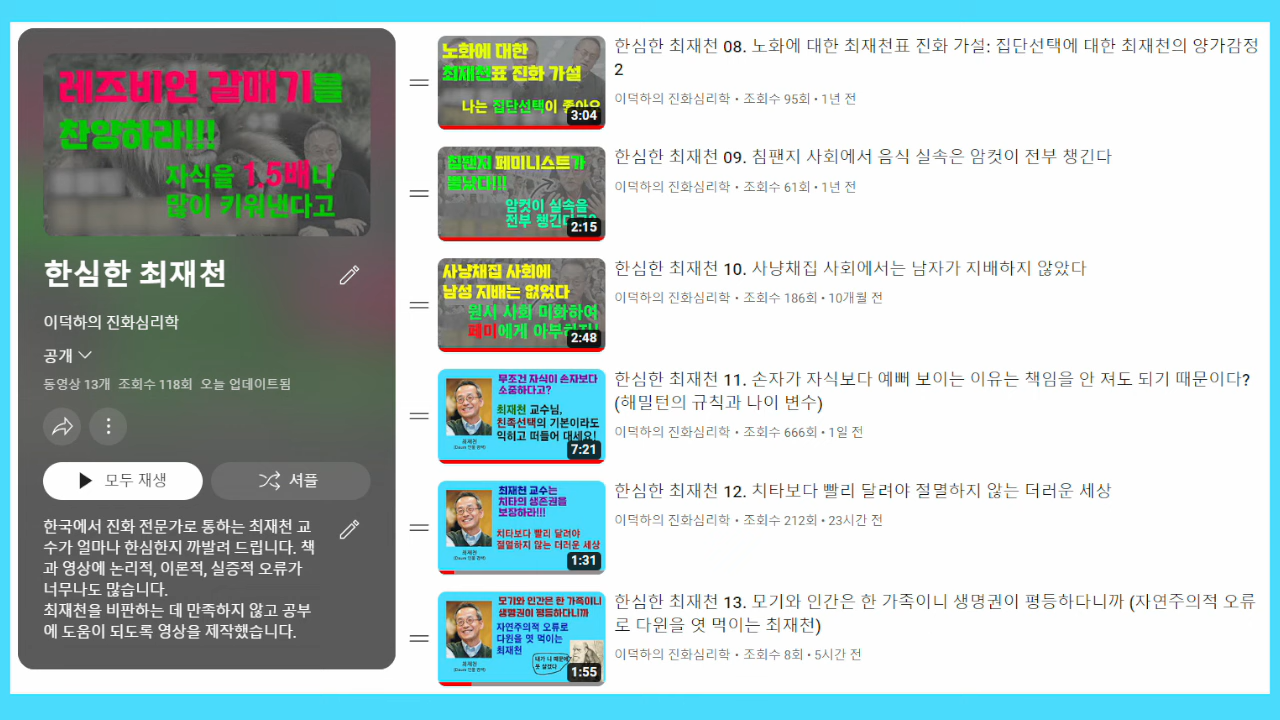 레즈비언 갈매기를
찬양하라!!!
자식을 1.5배나
많이 키워낸다고
한심한 최재천
이덕하의 진화심리학
공개
동영상 13개 조회수 118회 오늘 업데이트됨
모두 재생
셔플
한국에서 진화 전문가로 통하는 최재천 교
수가 얼마나 한심한지 까발려 드립니다. 책
과 영상에 논리적, 이론적, 실증적 오류가
너무나도 많습니다.
최재천을 비판하는 데 만족하지 않고 공부
에 도움이 되도록 영상을 제작했습니다.
노화에 대한
최재천표 진화 가설
나는 집단선택이 좋아요
3:04
한심한 최재천 08. 노화에 대한 최재천표 진화 가설: 집단선택에 대한 최재천의 양가감정
2
이덕하의 진화심리학 • 조회수 95회 • 1년 전
침팬지 페미니스트가
암컷이 실속을
전부 챙긴다고?
2:15
한심한 최재천 09. 침팬지 사회에서 음식 실속은 암컷이 전부 챙긴다
이덕하의 진화심리학 • 조회수 61회 • 1년 전
사냥채집 사회에
남성 지배는 없었다
원시 사회 미화하여
페미에게 아부하자!
2:48
한심한 최재천 10. 사냥채집 사회에서는 남자가 지배하지 않았다
이덕하의 진화심리학 • 조회수 186회 • 10개월 전
무조건 자식이 손자보다
소중하다고?
최재천 교수님,
친족선택의 기본이라도
익히고 떠들어 대세요!
최재천
7:21
한심한 최재천 11. 손자가 자식보다 예뻐 보이는 이유는 책임을 안 져도 되기 때문이다?
(해밀턴의 규칙과 나이 변수)
이덕하의 진화심리학 • 조회수 666회 • 1일 전
최재천 교수는
치타의 생존권을
보장하라!!!
치타보다 빨리 달려야
절멸하지 않는 더러운 세상
최재천
1:31
한심한 최재천 12. 치타보다 빨리 달려야 절멸하지 않는 더러운 세상
이덕하의 진화심리학 • 조회수 212회 • 23시간 전
모기와 인간은 한 가족이니
생명권이 평등하다니까
자연주의적 오류로
다윈을 엿 먹이는
최재천
최재천
1:55
한심한 최재천 13. 모기와 인간은 한 가족이니 생명권이 평등하다니까 (자연주의적 오류
로 다윈을 엿 먹이는 최재천)
이덕하의 진화심리학 • 조회수 8회 • 5시간 전